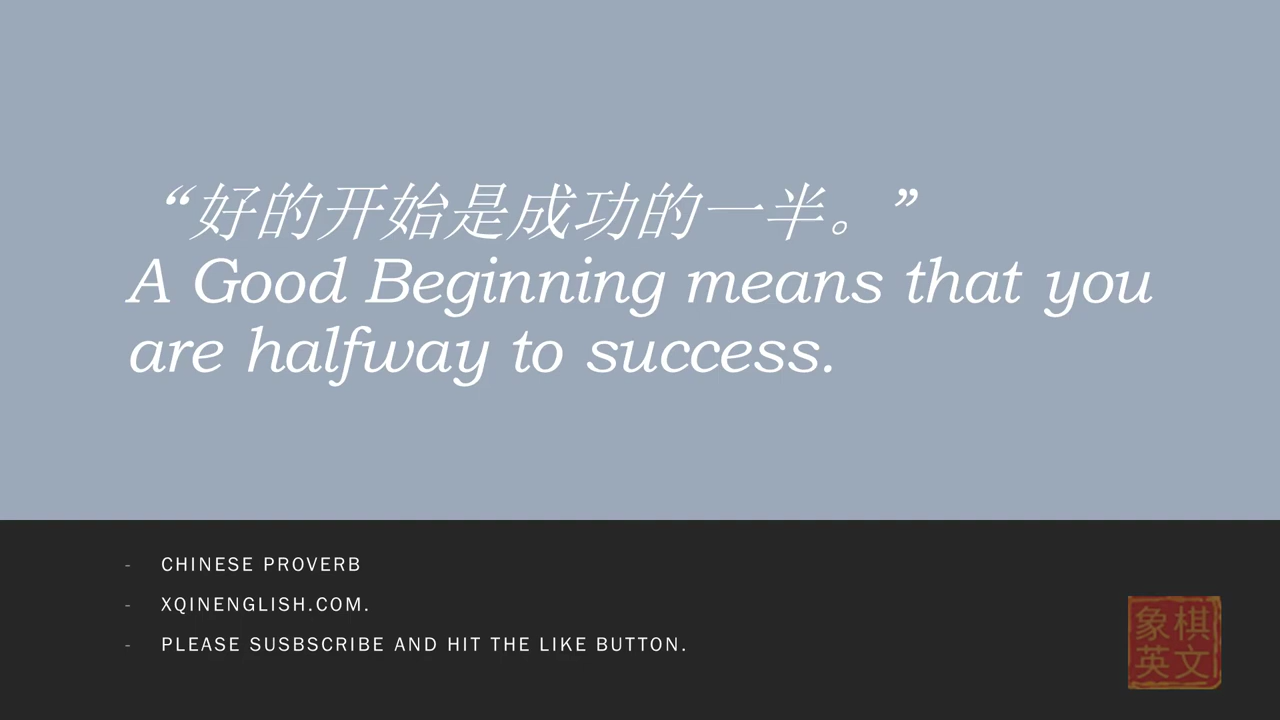 “好的开始是成功的一半。”
A Good Beginning means that you
are halfway to success.
- CHINESE PROVERB
- XQINENGLISH.COM.
- PLEASE SUSBSCRIBE AND HIT THE LIKE BUTTON.
象棋
英文